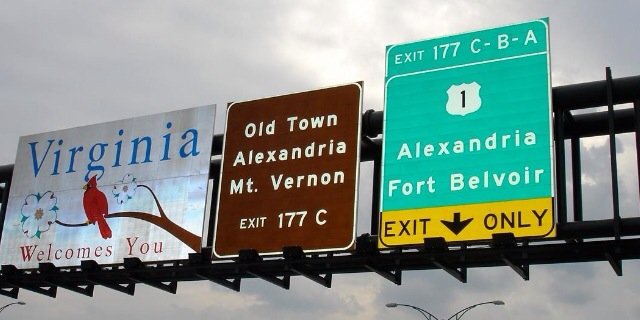 Virginia
Welcomes You
Old Town
Alexandria
Mt. Vernon
EXIT 177 C
EXIT 177 C-B-A
1
Alexandria
Fort Belvoir
EXIT ONLY